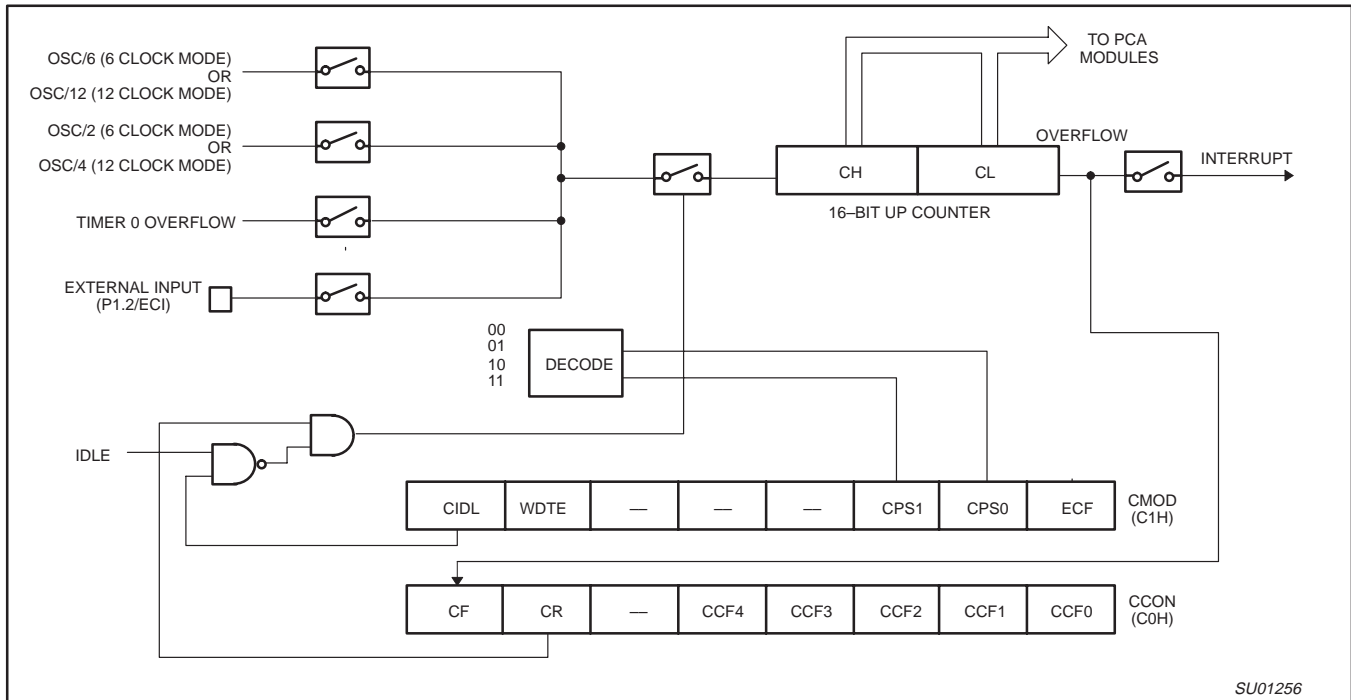 OSC/6 (6 CLOCK MODE)
OR
OSC/12 (12 CLOCK MODE)
OSC/2 (6 CLOCK MODE)
OR
OSC/4 (12 CLOCK MODE)
TIMER 0 OVERFLOW
EXTERNAL INPUT
(P1.2/ECI)
TO PCA
MODULES
OVERFLOW
INTERRUPT
CH CL
16–BIT UP COUNTER
00
01
10
11
DECODE
IDLE
CIDL WDTE –– –– –– CPS1 CPS0 ECF
CMOD
(C1H)
CF CR –– CCF4 CCF3 CCF2 CCF1 CCF0
CCON
(C0H)
SU01256